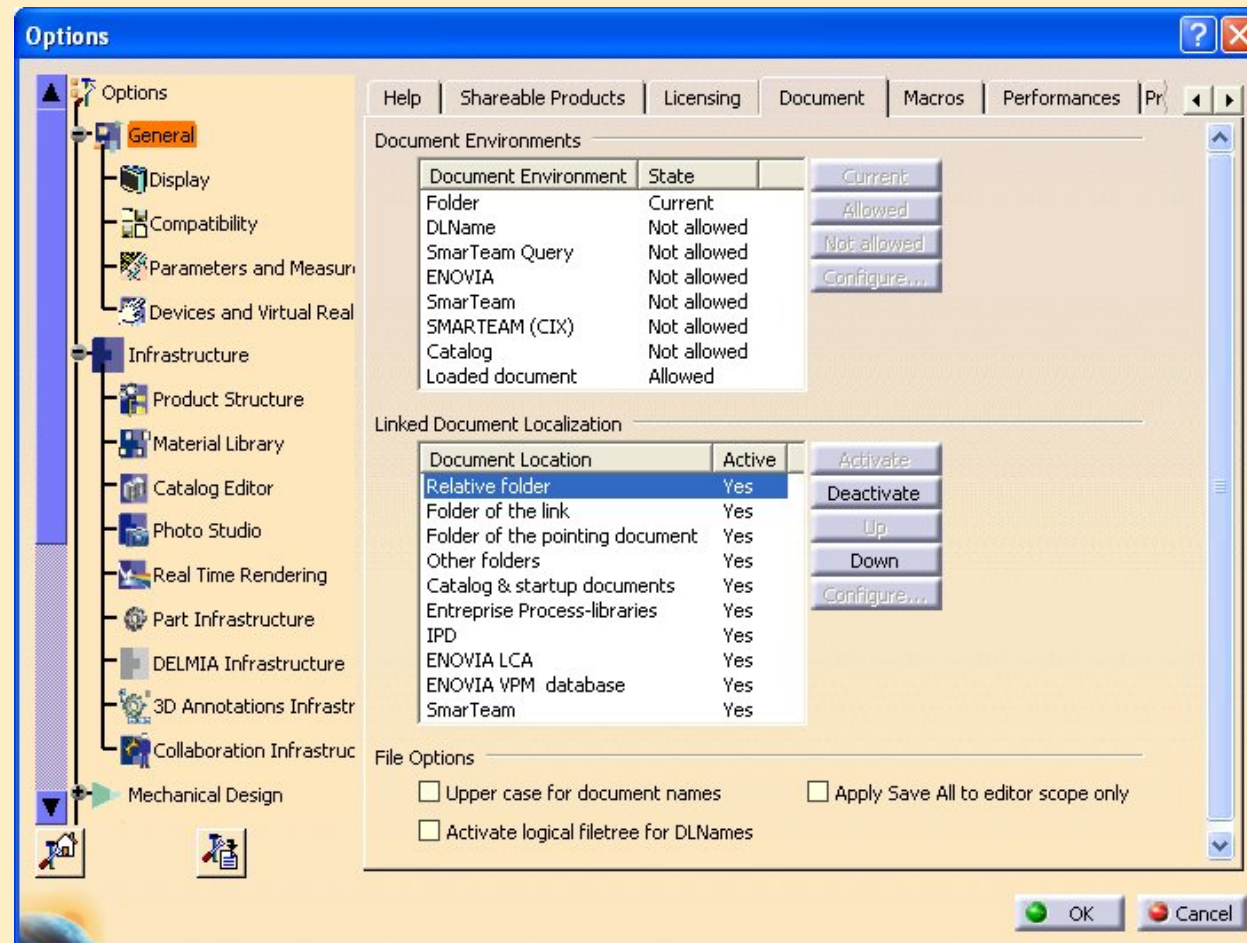 Options
Options
General
Display
Compatibility
Parameters and Measur
Devices and Virtual Real
Infrastructure
Product Structure
Material Library
Catalog Editor
Photo Studio
Real Time Rendering
Part Infrastructure
DELMIA Infrastructure
3D Annotations Infrastr
Collaboration Infrastruc
Mechanical Design
Help Shareable Products Licensing Document Macros Performances Pr
Document Environments
Document Environment State
Folder Current
DLName Not allowed
SmarTeam Query Not allowed
ENOVIA Not allowed
SmarTeam Not allowed
SMARTEAM (CIX) Not allowed
Catalog Not allowed
Loaded document Allowed
Current
Allowed
Not allowed
Configure...
Linked Document Localization
Document Location Active
Relative folder Yes
Folder of the link Yes
Folder of the pointing document Yes
Other folders Yes
Catalog & startup documents Yes
Entreprise Process-libraries Yes
IPD Yes
ENOVIA LCA Yes
ENOVIA VPM database Yes
SmarTeam Yes
Activate
Deactivate
Up
Down
Configure...
File Options
Upper case for document names Apply Save All to editor scope only
Activate logical filetree for DLNames
OK Cancel